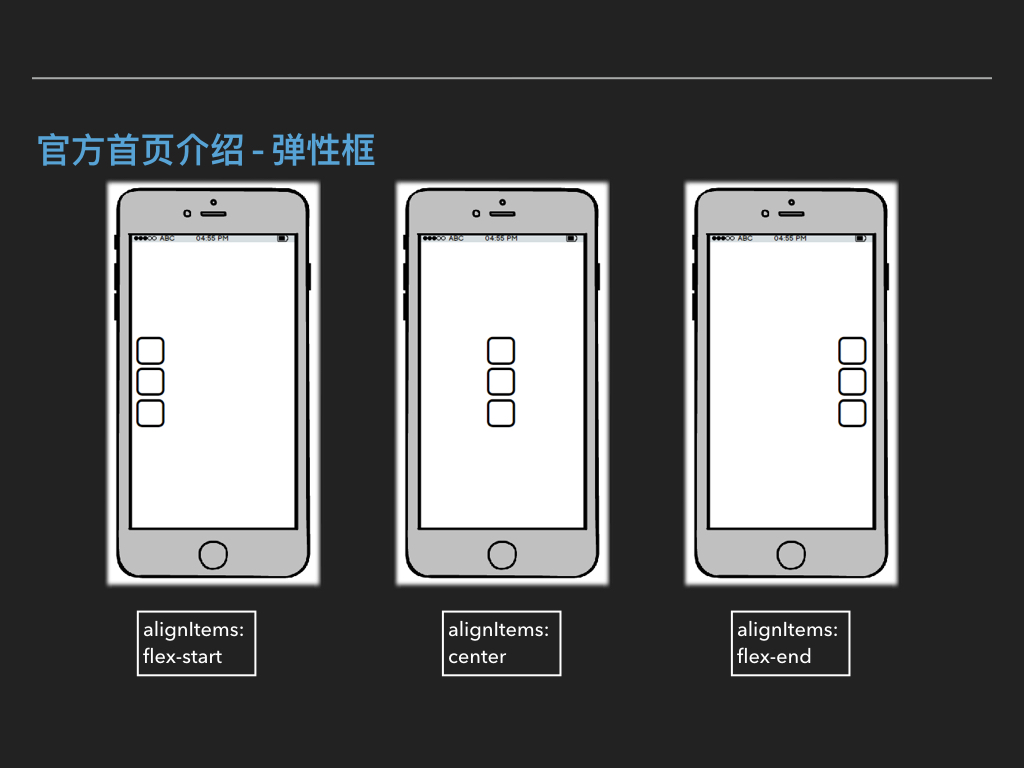 官方首页介绍 - 弹性框
ABC 04:55 PM
ABC 04:55 PM
ABC 04:55 PM
alignItems:
flex-start
alignItems:
center
alignItems:
flex-end